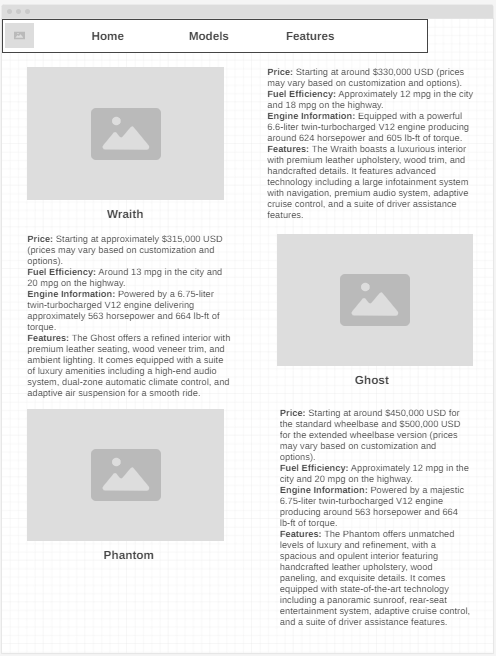 Home Models Features
Price: Starting at around $330,000 USD (prices
may vary based on customization and options).
Fuel Efficiency: Approximately 12 mpg in the city
and 18 mpg on the highway.
Engine Information: Equipped with a powerful
6.6-liter twin-turbocharged V12 engine producing
around 624 horsepower and 605 lb-ft of torque.
Features: The Wraith boasts a luxurious interior
with premium leather upholstery, wood trim, and
handcrafted details. It features advanced
technology including a large infotainment system
with navigation, premium audio system, adaptive
cruise control, and a suite of driver assistance
features.
Wraith
Price: Starting at approximately $315,000 USD
(prices may vary based on customization and
options).
Fuel Efficiency: Around 13 mpg in the city and
20 mpg on the highway.
Engine Information: Powered by a 6.75-liter
twin-turbocharged V12 engine delivering
approximately 563 horsepower and 664 lb-ft of
torque.
Features: The Ghost offers a refined interior with
premium leather seating, wood veneer trim, and
ambient lighting. It comes equipped with a suite
of luxury amenities including a high-end audio
system, dual-zone automatic climate control, and
adaptive air suspension for a smooth ride.
Ghost
Price: Starting at around $450,000 USD for
the standard wheelbase and $500,000 USD
for the extended wheelbase version (prices
may vary based on customization and
options).
Fuel Efficiency: Approximately 12 mpg in the
city and 20 mpg on the highway.
Engine Information: Powered by a majestic
6.75-liter twin-turbocharged V12 engine
producing around 563 horsepower and 664
lb-ft of torque.
Features: The Phantom offers unmatched
levels of luxury and refinement, with a
spacious and opulent interior featuring
handcrafted leather upholstery, wood
paneling, and exquisite details. It comes
equipped with state-of-the-art technology
including a panoramic sunroof, rear-seat
entertainment system, adaptive cruise control,
and a suite of driver assistance features.
Phantom